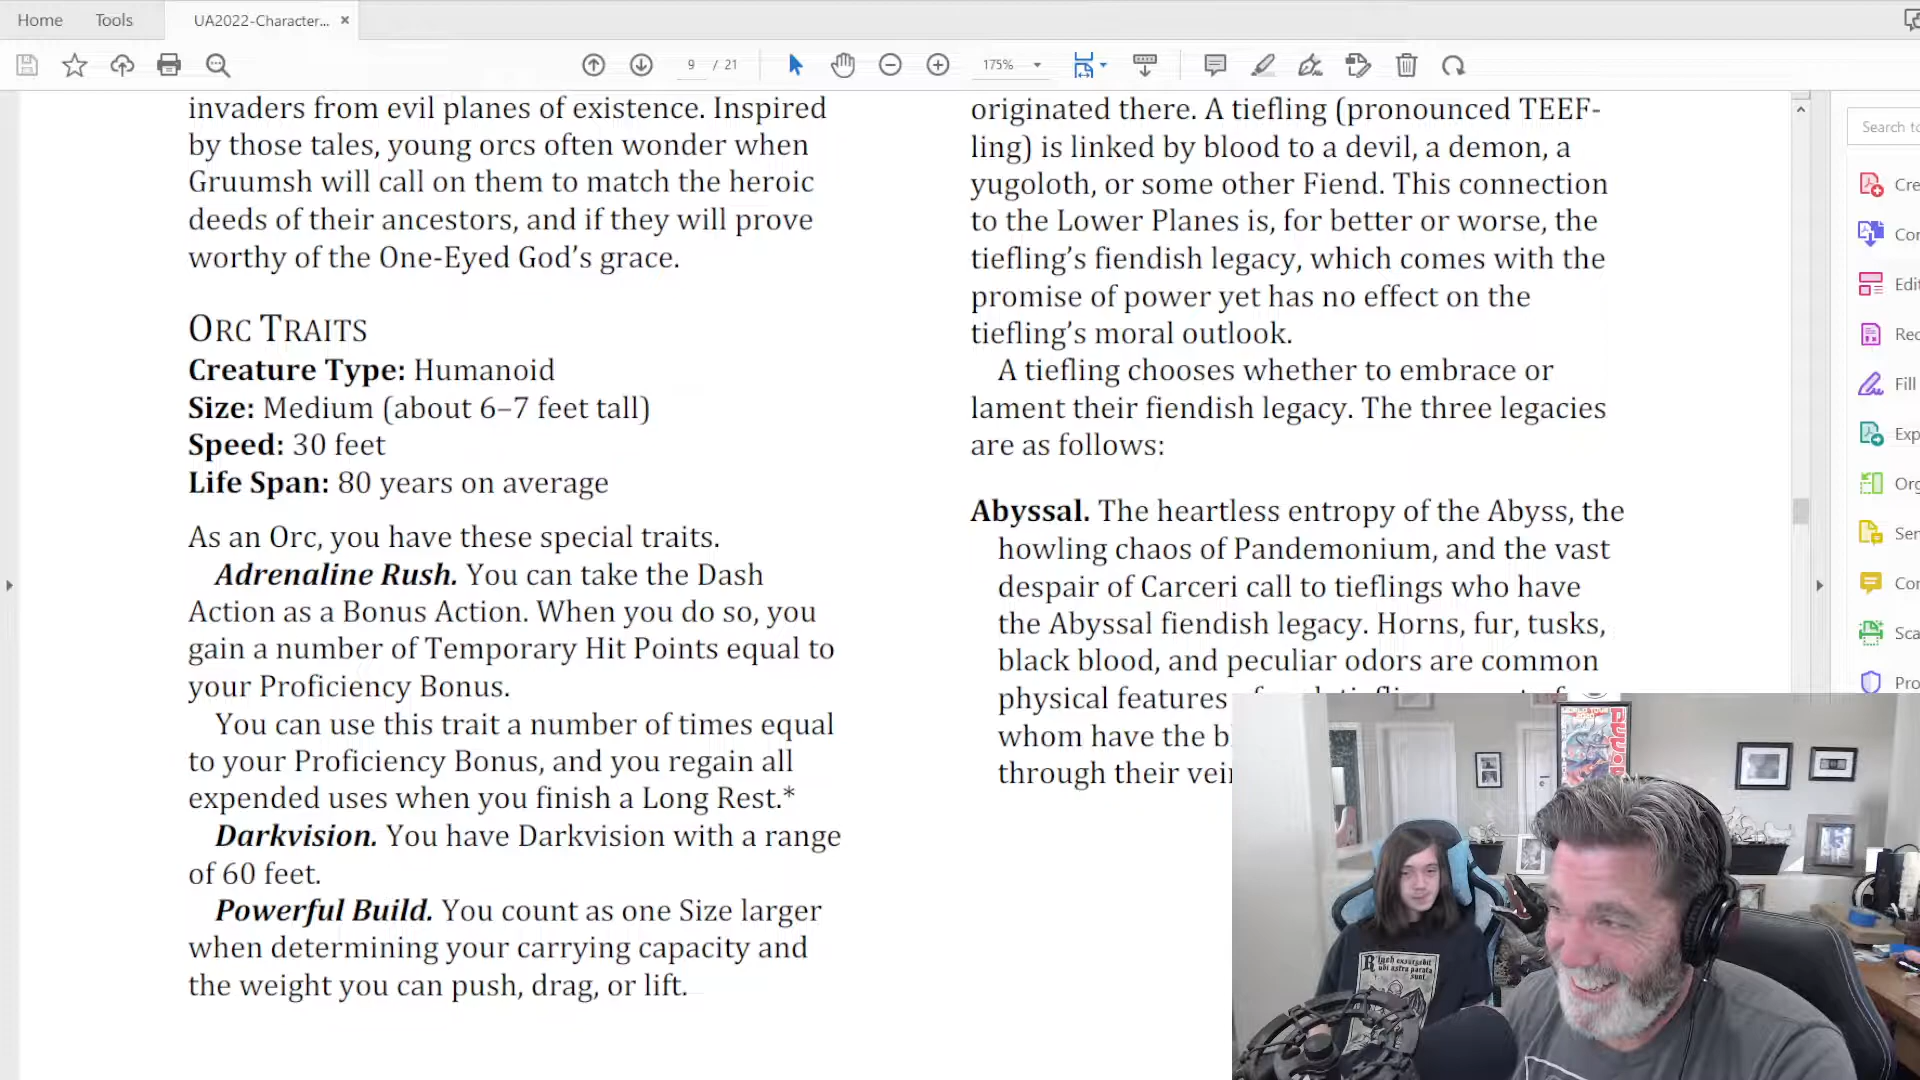 Home
Tools
UA2022-Character...
9 / 21
175%
invaders from evil planes of existence. Inspired
by those tales, young orcs often wonder when
Gruumsh will call on them to match the heroic
deeds of their ancestors, and if they will prove
worthy of the One-Eyed God's grace.
ORC TRAITS
Creature Type: Humanoid
Size: Medium (about 6–7 feet tall)
Speed: 30 feet
Life Span: 80 years on average
As an Orc, you have these special traits.
Adrenaline Rush. You can take the Dash
Action as a Bonus Action. When you do so, you
gain a number of Temporary Hit Points equal to
your Proficiency Bonus.
You can use this trait a number of times equal
to your Proficiency Bonus, and you regain all
expended uses when you finish a Long Rest.*
Darkvision. You have Darkvision with a range
of 60 feet.
Powerful Build. You count as one Size larger
when determining your carrying capacity and
the weight you can push, drag, or lift.
originated there. A tiefling (pronounced TEEF-
ling) is linked by blood to a devil, a demon, a
yugoloth, or some other Fiend. This connection
to the Lower Planes is, for better or worse, the
tiefling's fiendish legacy, which comes with the
promise of power yet has no effect on the
tiefling's moral outlook.
A tiefling chooses whether to embrace or
lament their fiendish legacy. The three legacies
are as follows:
Abyssal. The heartless entropy of the Abyss, the
howling chaos of Pandemonium, and the vast
despair of Carceri call to tieflings who have
the Abyssal fiendish legacy. Horns, fur, tusks,
black blood, and peculiar odors are common
physical features
whom have the b
through their vei
Search to
Cre
Con
Edit
Rec
Fill
Exp
Org
Sen
Con
Sca
Pro